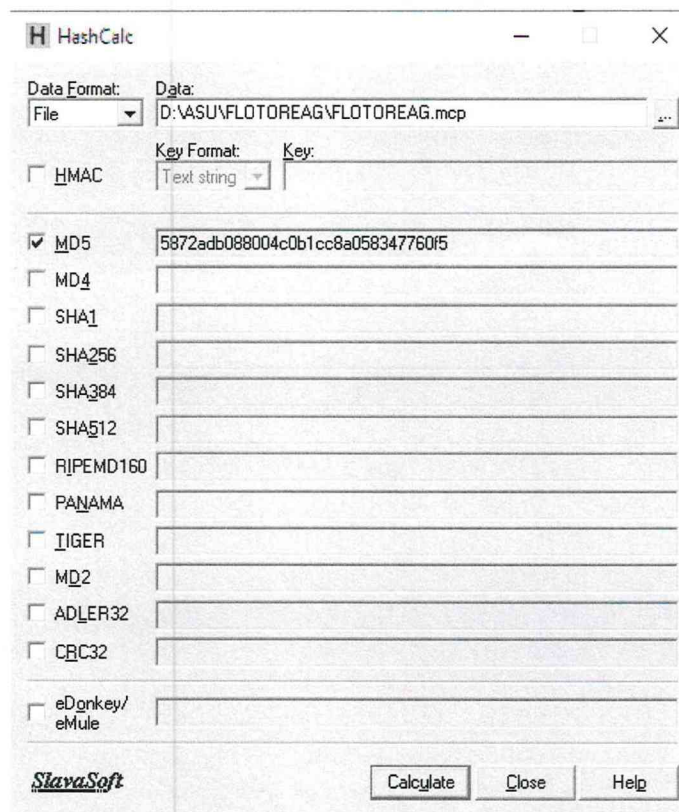 H HashCalc
Data Format: Data:
File D:\ASU\FLOTOREAG\FLOTOREAG.mcp ...
Key Format: Key:
HMAC Text string
MD5 5872adb088004c0b1cc8a058347760f5
MD4
SHA1
SHA256
SHA384
SHA512
RIPEMD160
PANAMA
TIGER
MD2
ADLER32
CRC32
eDonkey/
eMule
SlavaSoft Calculate Close Help